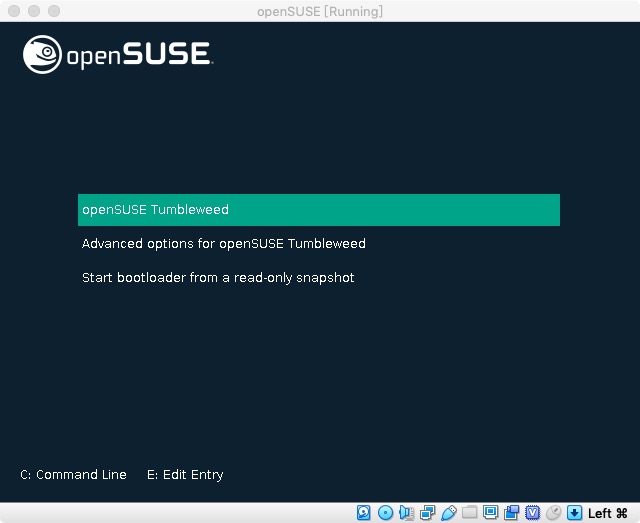 openSUSE [Running]
openSUSE.
openSUSE Tumbleweed
Advanced options for openSUSE Tumbleweed
Start bootloader from a read-only snapshot
C: Command Line E: Edit Entry
Left ⌘